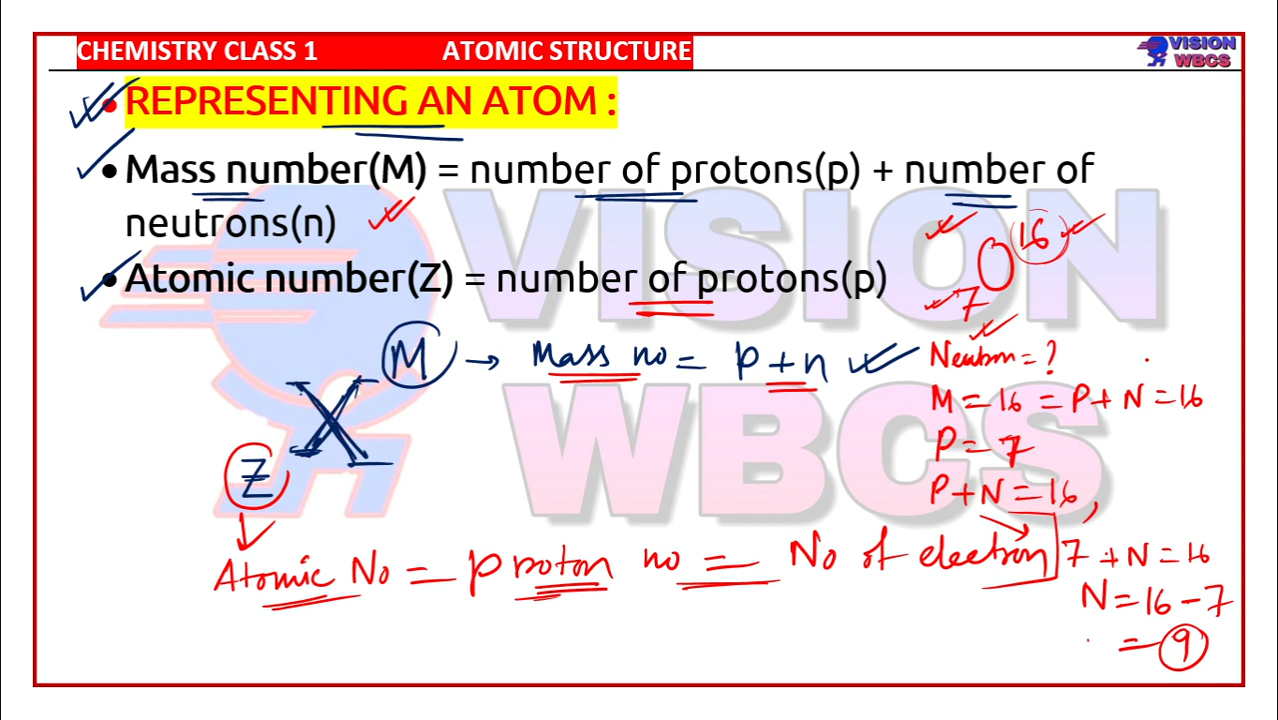 CHEMISTRY CLASS 1 ATOMIC STRUCTURE
VISION
WBCS
• REPRESENTING AN ATOM :
• Mass number(M) = number of protons(p) + number of
neutrons(n)
• Atomic number(Z) = number of protons(p)
O 16
7
M → Mass no = P + n
X
Z
Atomic No = proton no = No of electron
Neutron = ?
M = 16 = P + N = 16
P = 7
P + N = 16,
7 + N = 16
N = 16 - 7
= 9
VISION
WBCS